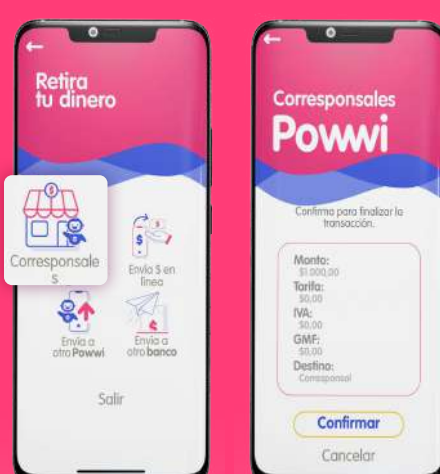 Retira
tu dinero
Corresponsale
s
Envía $ en
línea
Envía a
otro Powwi
Envía a
otro banco
Salir
Corresponsales
Powwi
Confirma para finalizar la
transacción.
Monto:
$1.000,00
Tarifa:
$0,00
IVA:
$0,00
GMF:
$0,00
Destino:
Corresponsal
Confirmar
Cancelar